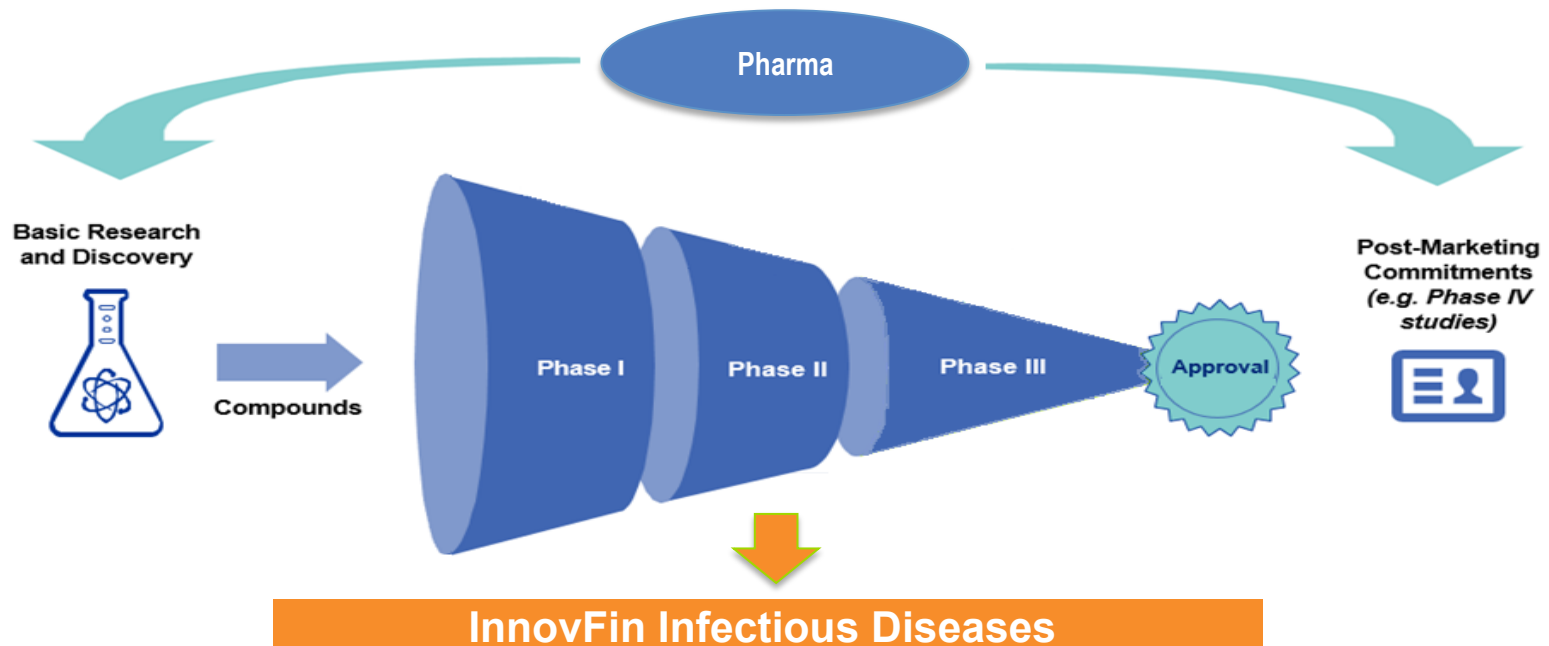 Pharma
Basic Research
and Discovery
Compounds
Phase I
Phase II
Phase III
Approval
Post-Marketing
Commitments
(e.g. Phase IV
studies)
InnovFin Infectious Diseases